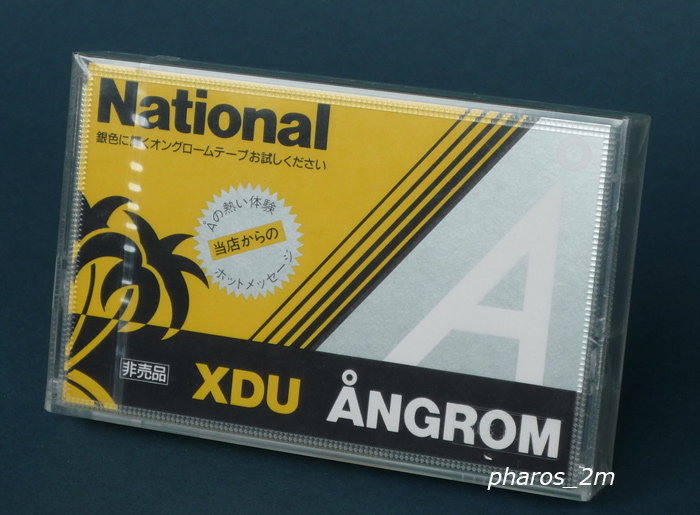 National
銀色に輝くオングロームテープお試しください
Åの熱い体験
当店からの
ホットメッセージ
非売品
XDU ÅNGROM
pharos_2m